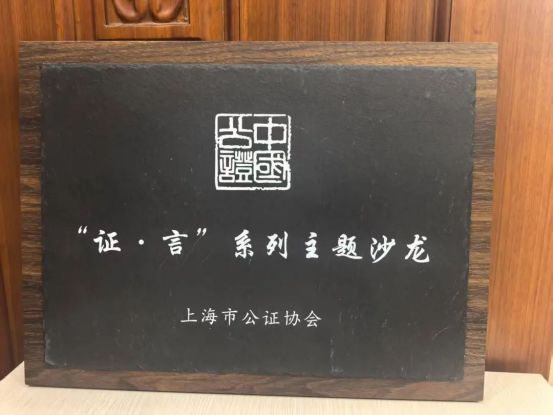 中國公證
“证·言”系列主题沙龙
上海市公证协会